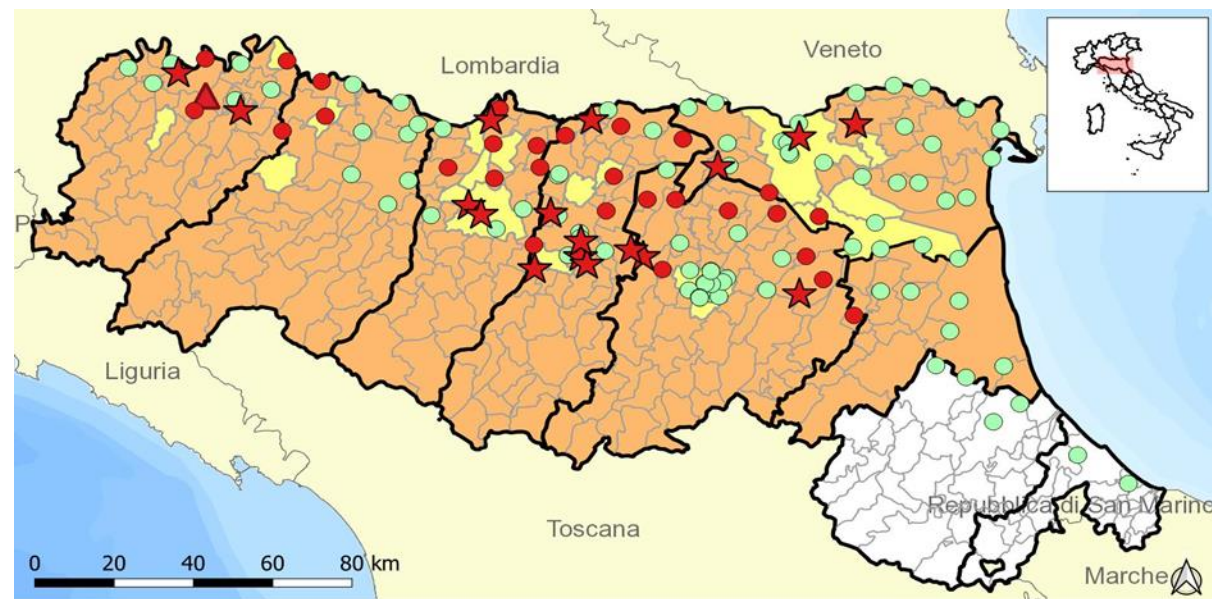 Veneto
Lombardia
P
Liguria
Repubblica di San Marino
Toscana
0 20 40 60 80 km
Marche